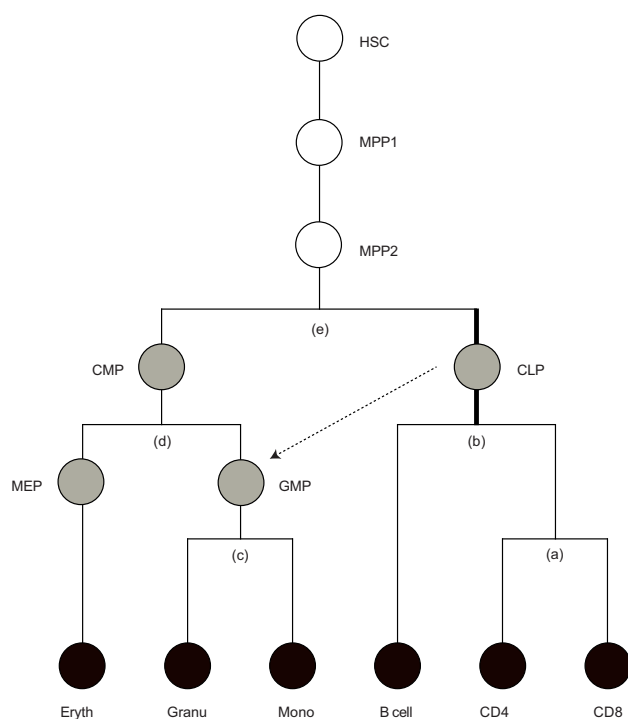 HSC
MPP1
MPP2
(e)
CMP
CLP
(d)
(b)
MEP
GMP
(c)
(a)
Eryth
Granu
Mono
B cell
CD4
CD8